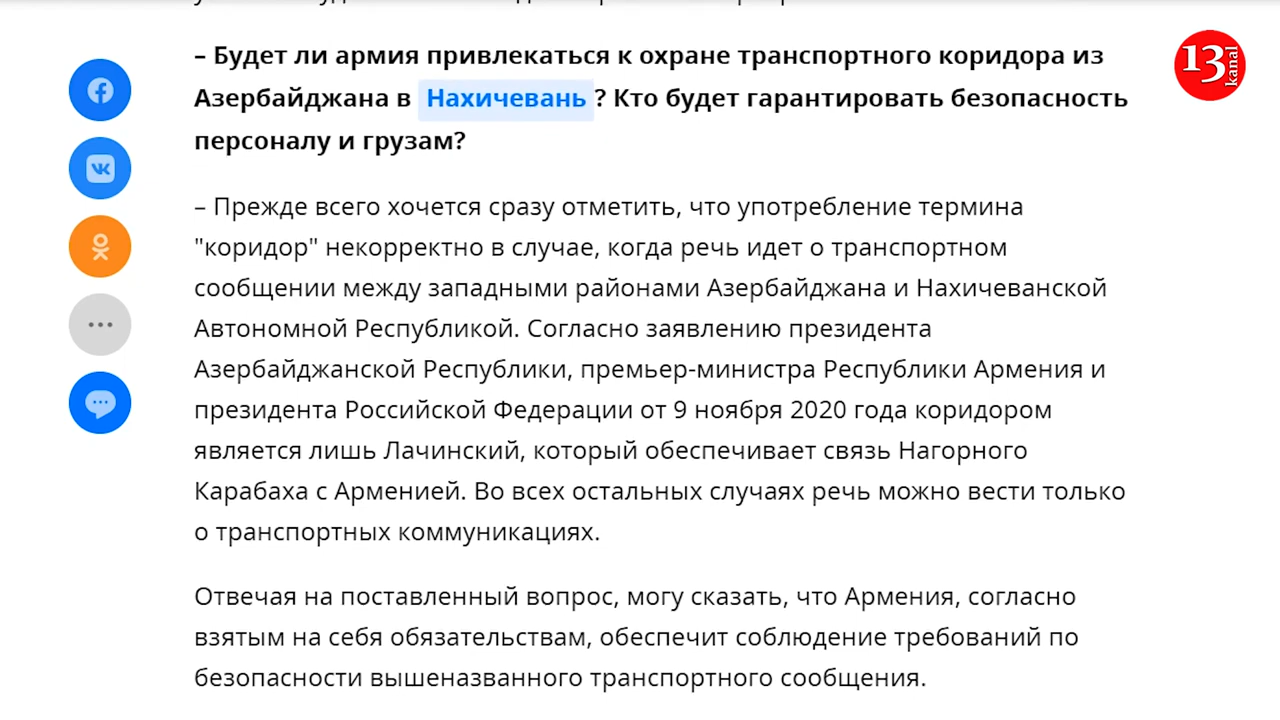 – Будет ли армия привлекаться к охране транспортного коридора из
Азербайджана в Нахичевань? Кто будет гарантировать безопасность
персоналу и грузам?
– Прежде всего хочется сразу отметить, что употребление термина
"коридор" некорректно в случае, когда речь идет о транспортном
сообщении между западными районами Азербайджана и Нахичеванской
Автономной Республикой. Согласно заявлению президента
Азербайджанской Республики, премьер-министра Республики Армения и
президента Российской Федерации от 9 ноября 2020 года коридором
является лишь Лачинский, который обеспечивает связь Нагорного
Карабаха с Арменией. Во всех остальных случаях речь можно вести только
о транспортных коммуникациях.
Отвечая на поставленный вопрос, могу сказать, что Армения, согласно
взятым на себя обязательствам, обеспечит соблюдение требований по
безопасности вышеназванного транспортного сообщения.
13 kanal